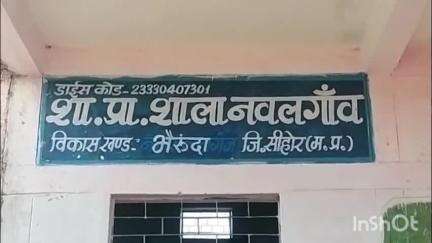 डाईस कोड-23330407301
शा.प्रा.शाला नवलगाँव
विकासखण्ड:- भैरुंदा जि.सीहोर(म.प्र.)
InShOt